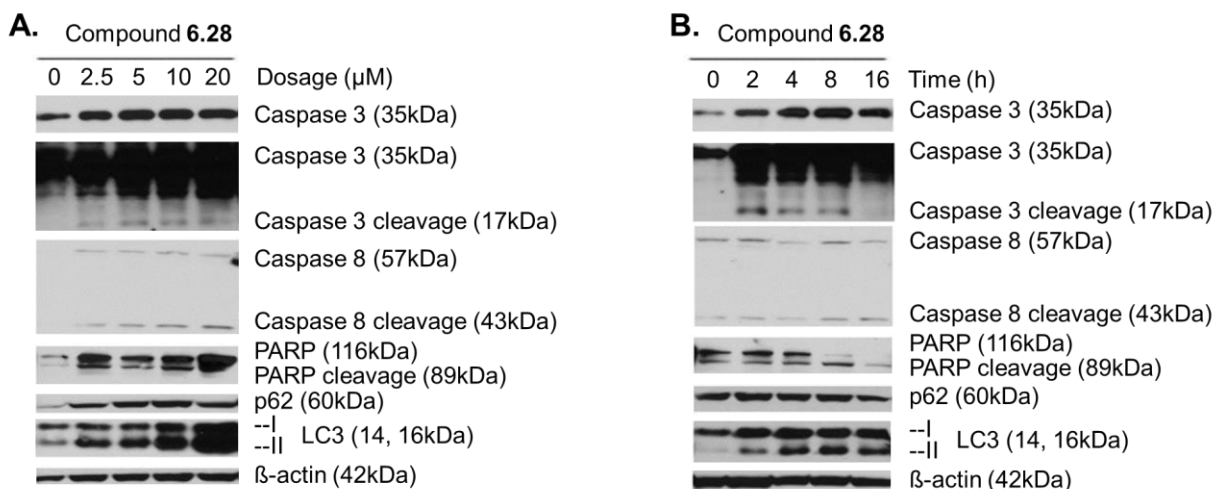 A.
Compound 6.28
0 2.5 5 10 20 Dosage (µM)
Caspase 3 (35kDa)
Caspase 3 (35kDa)
Caspase 3 cleavage (17kDa)
Caspase 8 (57kDa)
Caspase 8 cleavage (43kDa)
PARP (116kDa)
PARP cleavage (89kDa)
p62 (60kDa)
--I
--II LC3 (14, 16kDa)
ß-actin (42kDa)
B.
Compound 6.28
0 2 4 8 16 Time (h)
Caspase 3 (35kDa)
Caspase 3 (35kDa)
Caspase 3 cleavage (17kDa)
Caspase 8 (57kDa)
Caspase 8 cleavage (43kDa)
PARP (116kDa)
PARP cleavage (89kDa)
p62 (60kDa)
--I
--II LC3 (14, 16kDa)
ß-actin (42kDa)